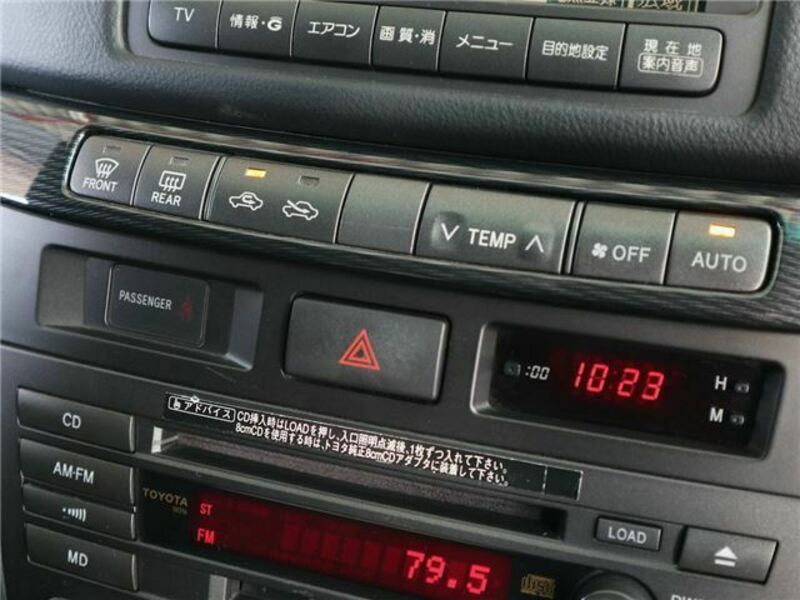 TV 情報・G エアコン 画質・消 メニュー 目的地設定 現在地 案内音声
FRONT REAR TEMP OFF AUTO
PASSENGER
:00 10:23 H
M
アドバイス CD挿入時はLOADを押し、入口照明点滅後、1枚ずつ入れて下さい。
8cmCDを使用する時は、トヨタ純正8cmCDアダプタに装着して下さい。
CD
AM·FM
MD
TOYOTA
ST
FM 79.5
LOAD